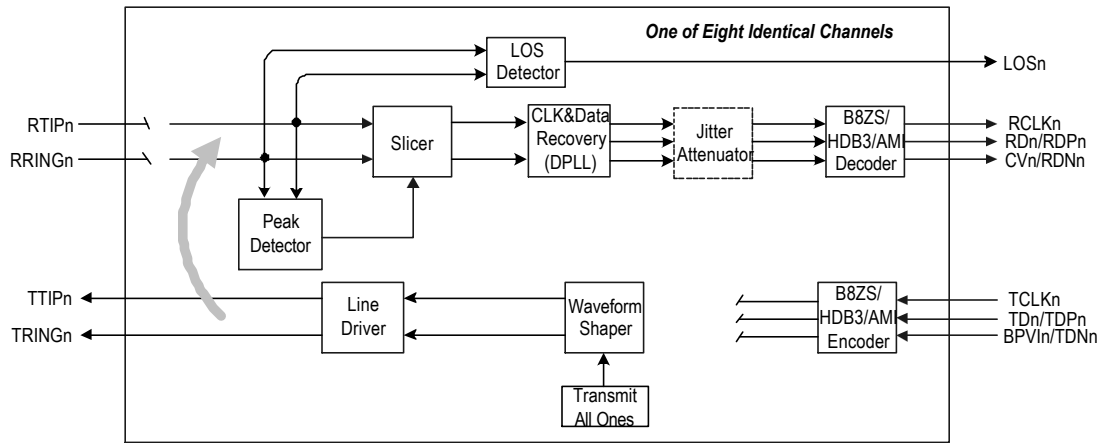 One of Eight Identical Channels
LOS
Detector
LOSn
RTIPn
RRINGn
Slicer
CLK&Data
Recovery
(DPLL)
Jitter
Attenuator
B8ZS/
HDB3/AMI
Decoder
RCLKn
RDn/RDPn
CVn/RDNn
Peak
Detector
TTIPn
TRINGn
Line
Driver
Waveform
Shaper
B8ZS/
HDB3/AMI
Encoder
TCLKn
TDn/TDPn
BPVIn/TDNn
Transmit
All Ones